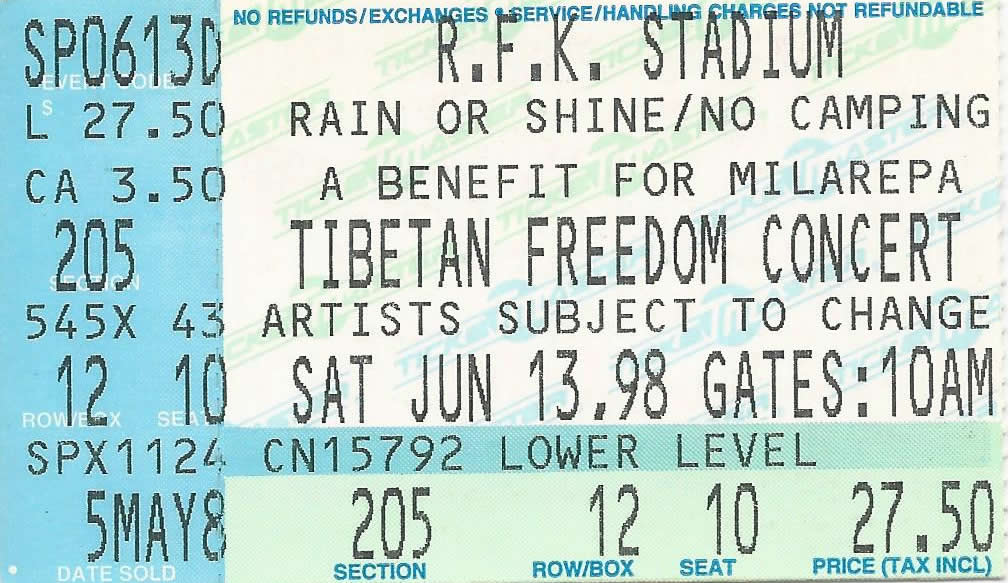 NO REFUNDS/EXCHANGES • SERVICE/HANDLING CHARGES NOT REFUNDABLE
SP0613D
EVENT CODE
R.F.K. STADIUM
$
L 27.50
RAIN OR SHINE/NO CAMPING
CA 3.50
A BENEFIT FOR MILAREPA
205
SECTION
TIBETAN FREEDOM CONCERT
545X 43
ARTISTS SUBJECT TO CHANGE
12 10
ROW/BOX SEAT
SAT JUN 13,98 GATES:10AM
SPX1124
CN15792 LOWER LEVEL
5MAY8
DATE SOLD
205 12 10 27.50
SECTION ROW/BOX SEAT PRICE (TAX INCL)
TICKETMASTER